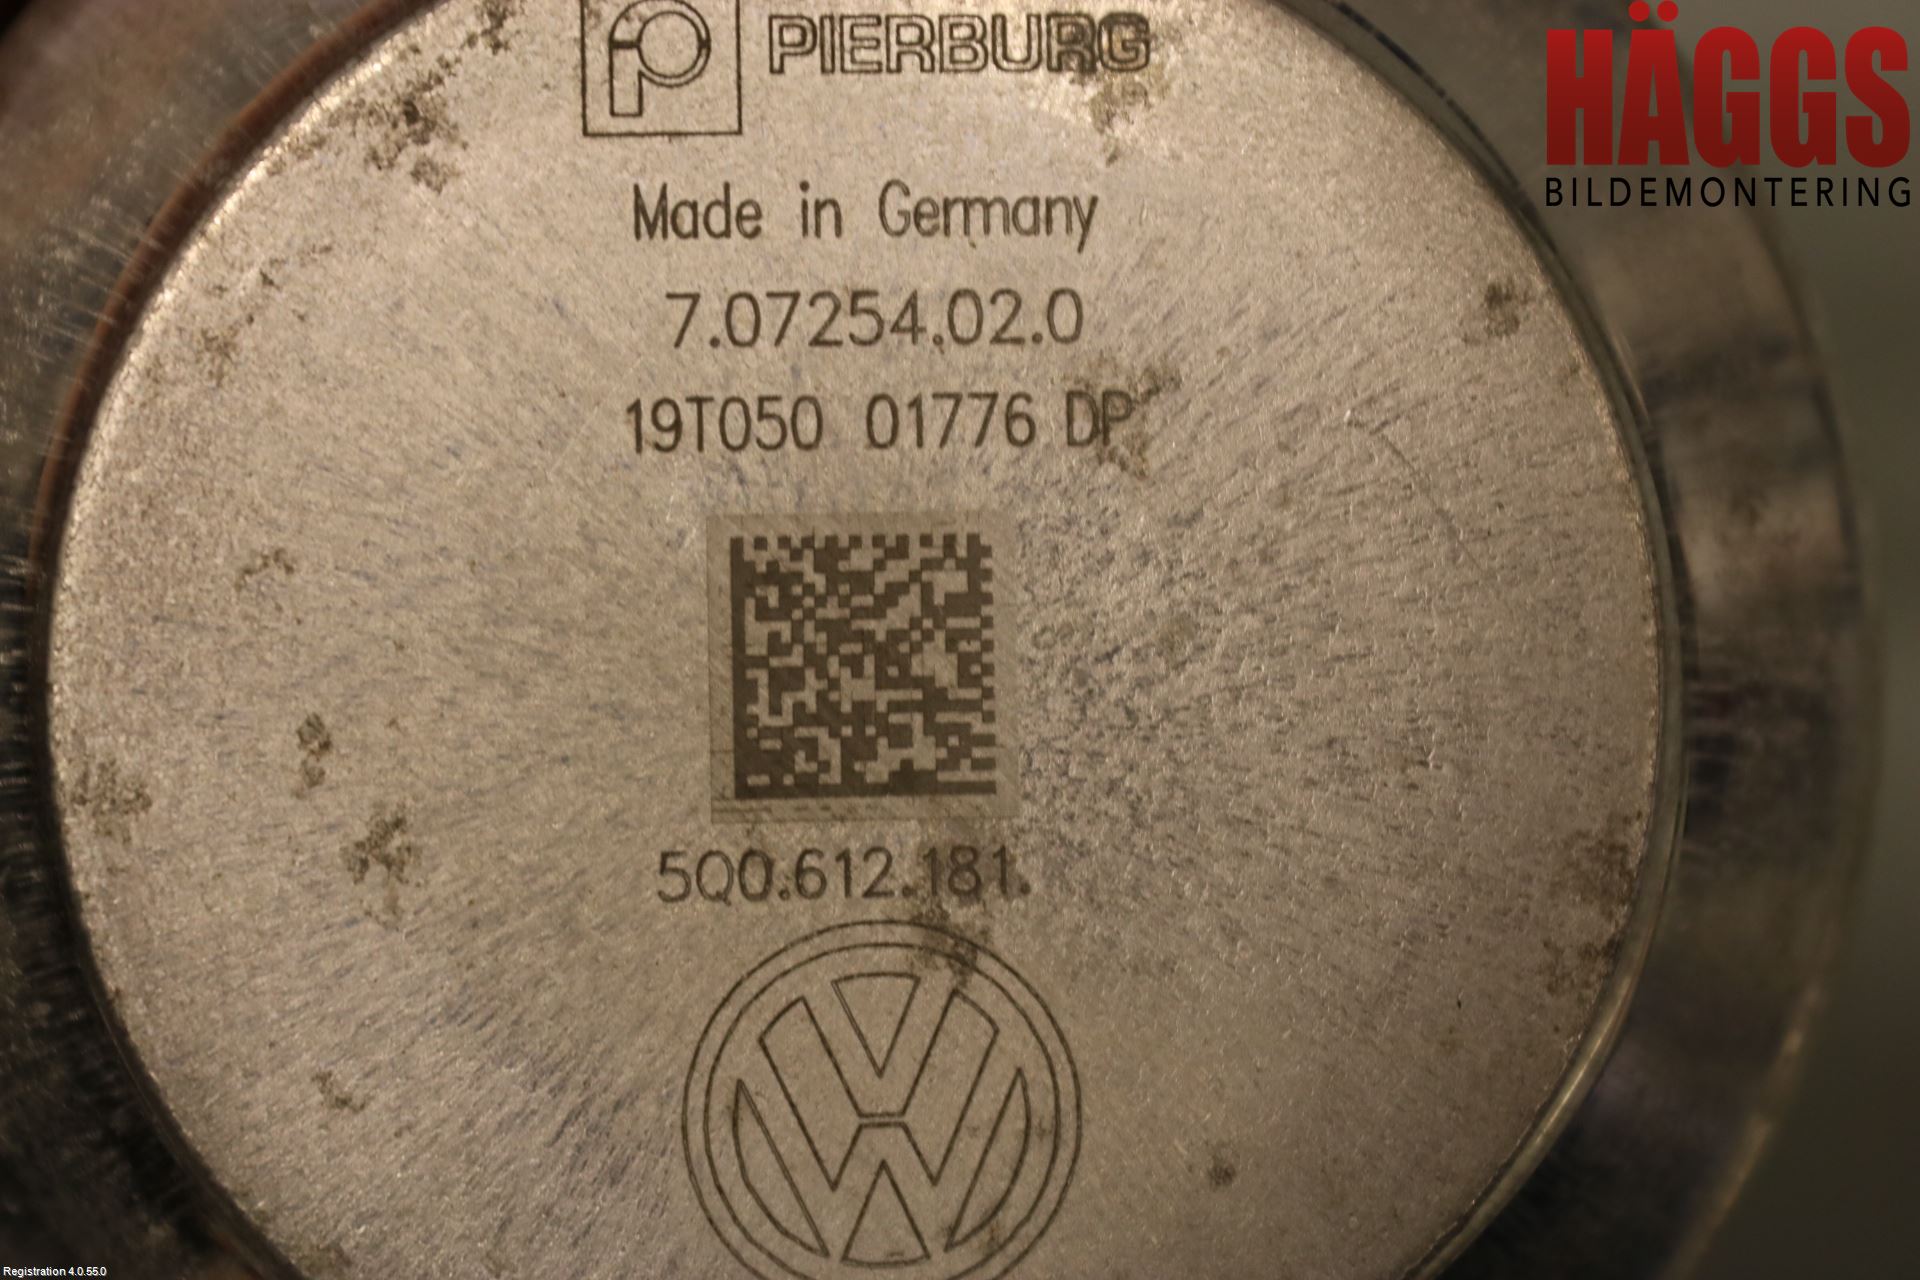 PIERBURG
HÄGGS
BILDEMONTERING
Made in Germany
7.07254.02.0
19T050 01776 DP
5Q0.612.181.
Registration 4.0.55.0